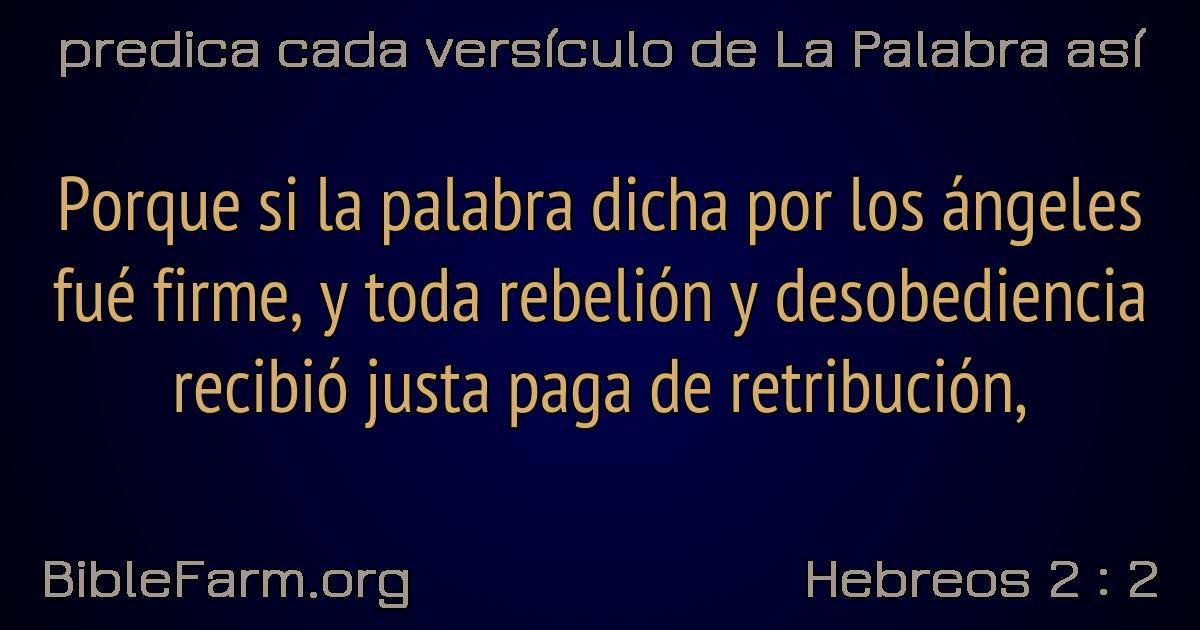 predica cada versículo de La Palabra así
Porque si la palabra dicha por los ángeles
fué firme, y toda rebelión y desobediencia
recibió justa paga de retribución,
BibleFarm.org
Hebreos 2 : 2